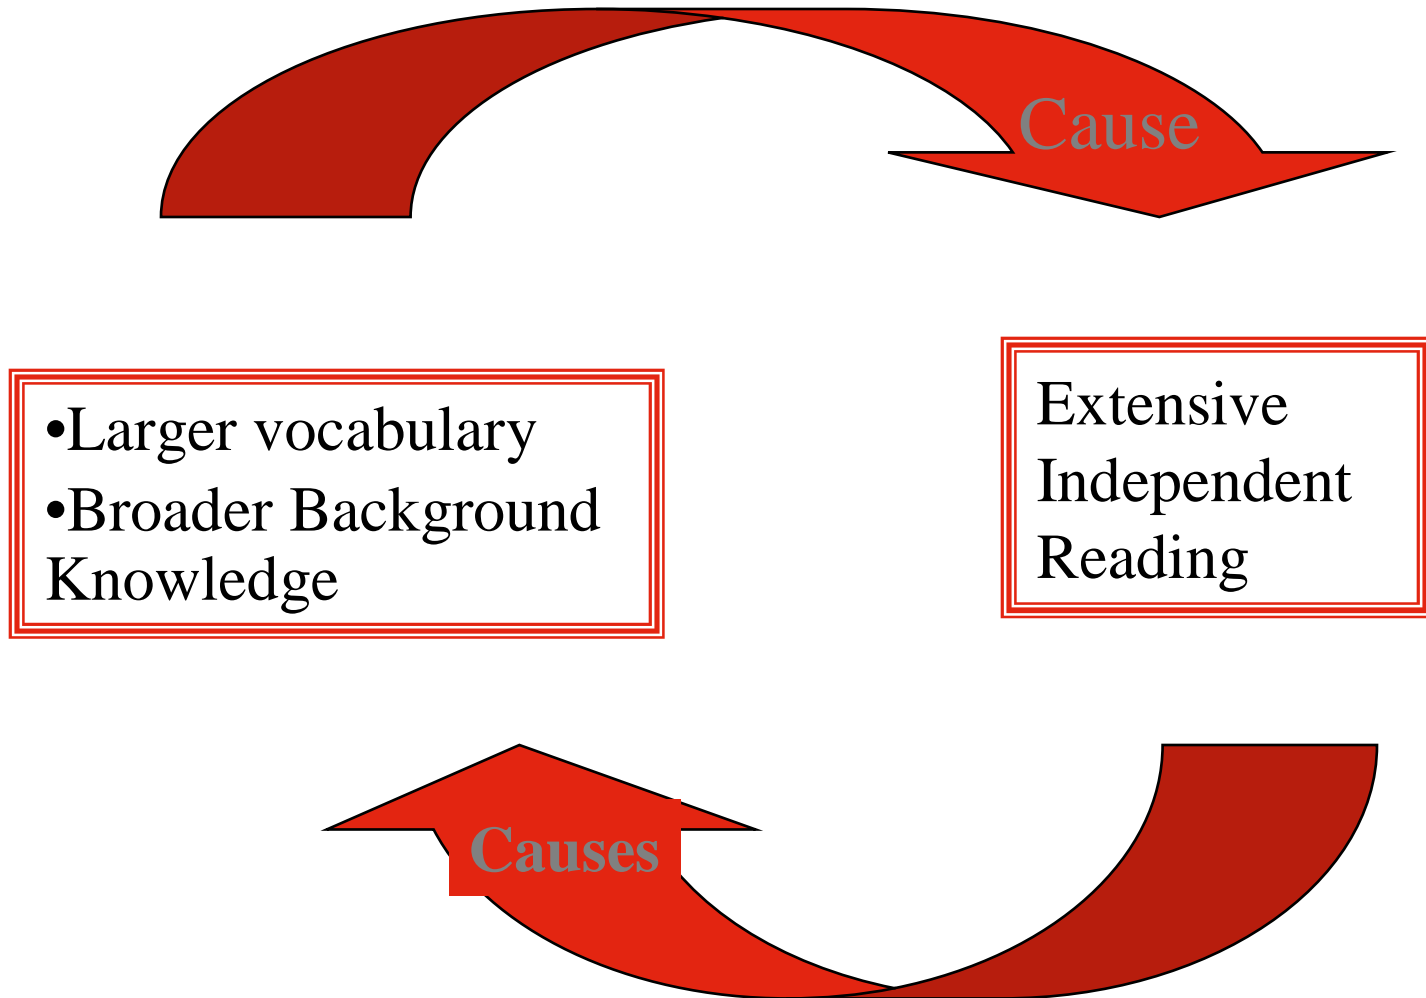 Cause
•Larger vocabulary
•Broader Background
Knowledge
Extensive
Independent
Reading
Causes